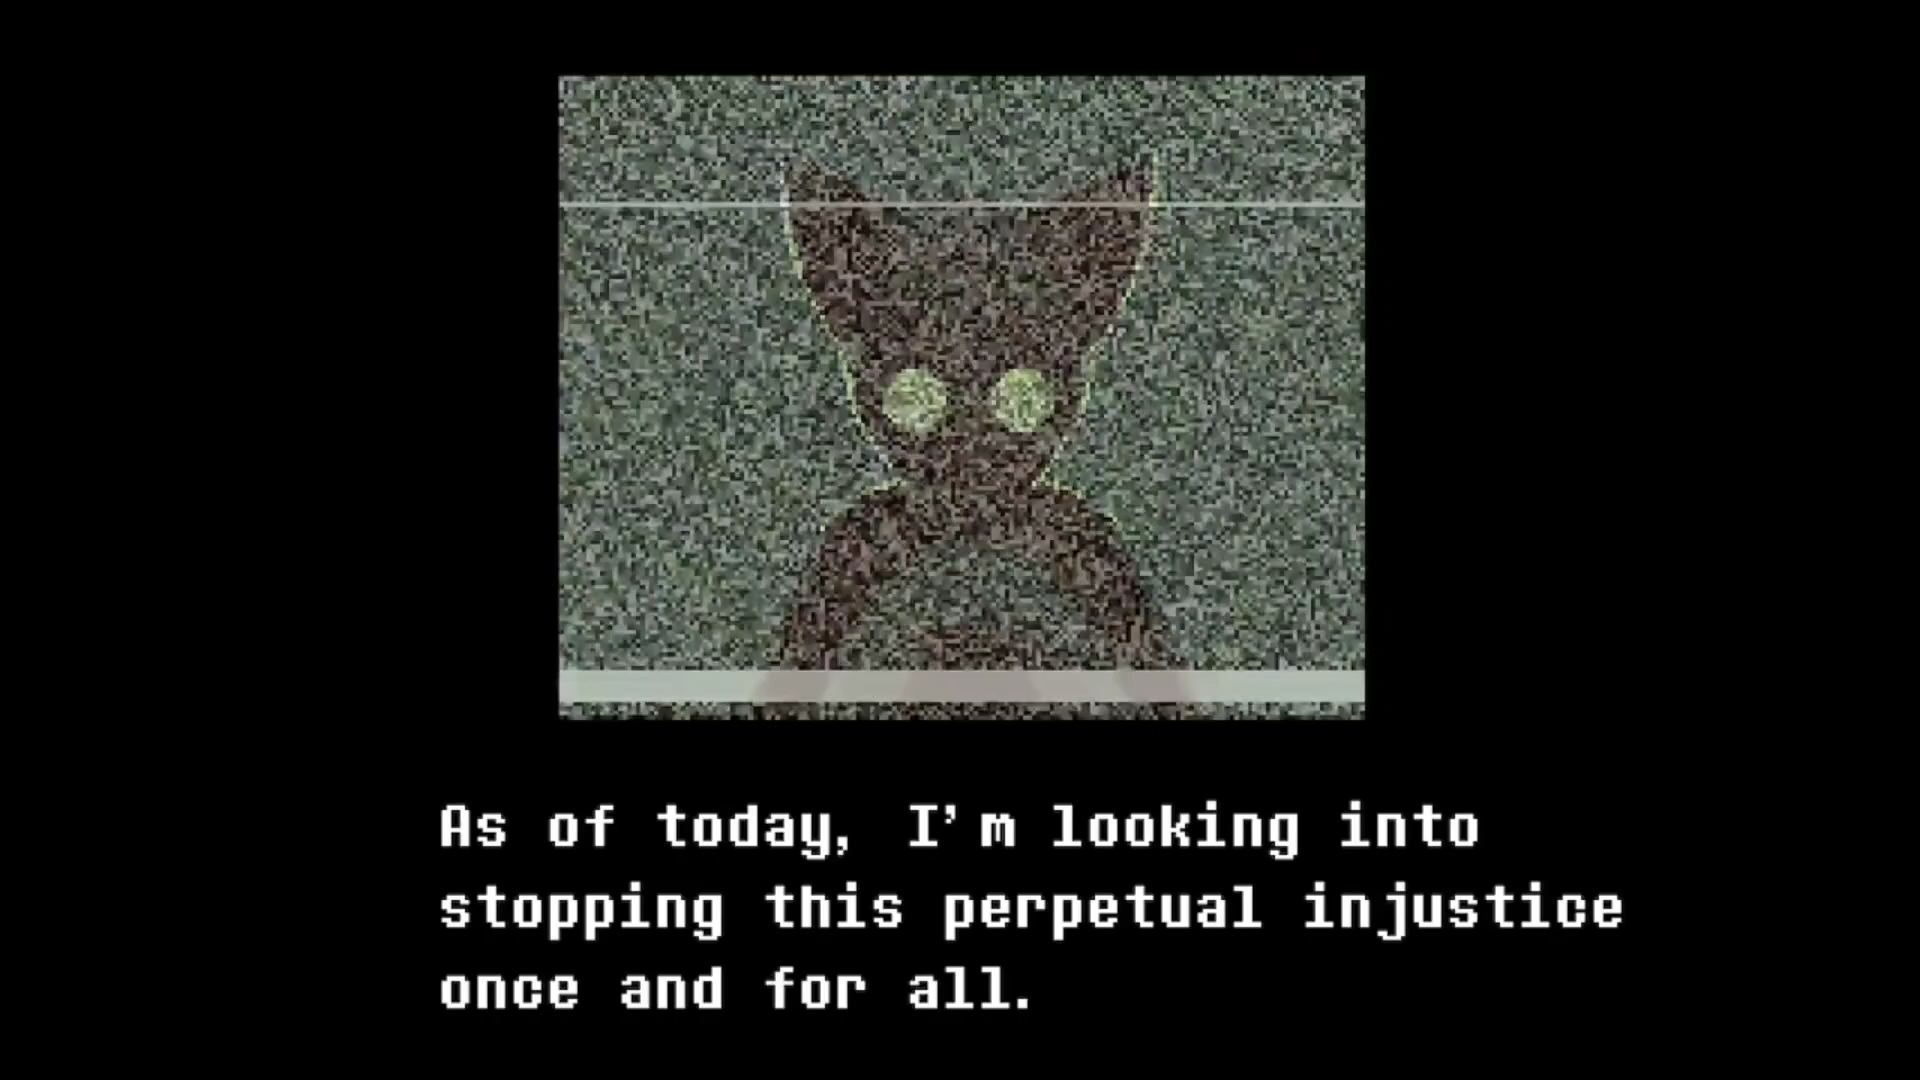 As of today, I'm looking into
stopping this perpetual injustice
once and for all.